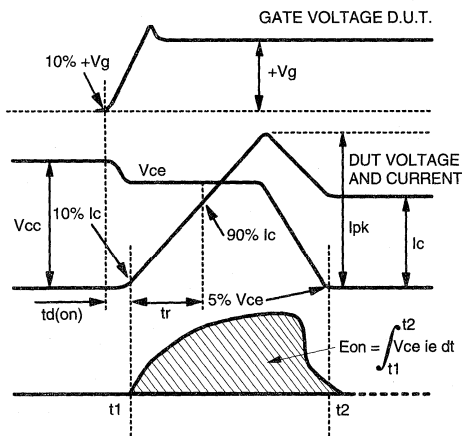 GATE VOLTAGE D.U.T.
10% +Vg
+Vg
Vce
DUT VOLTAGE
AND CURRENT
10% Ic
Vcc
90% Ic
Ipk
Ic
td(on)
tr
5% Vce
Eon = ∫ Vce ie dt
t2
t1
t1
t2